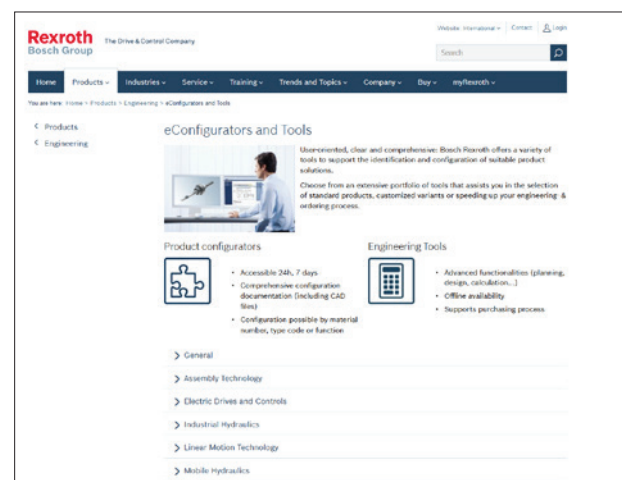 Website: International
Contact
Login
Rexroth
Bosch Group
The Drive & Control Company
Search
Home
Products
Industries
Service
Training
Trends and Topics
Company
Buy
myRexroth
You are here: Home > Products > Engineering > eConfigurators and Tools
Products
Engineering
eConfigurators and Tools
User-oriented, clear and comprehensive: Bosch Rexroth offers a variety of
tools to support the identification and configuration of suitable product
solutions.
Choose from an extensive portfolio of tools that assists you in the selection
of standard products, customized variants or speeding up your engineering &
ordering process.
Product configurators
• Accessible 24h, 7 days
• Comprehensive configuration
documentation (including CAD
files)
• Configuration possible by material
number, type code or function
Engineering Tools
• Advanced functionalities (planning,
design, calculation...)
• Offline availability
• Supports purchasing process
General
Assembly Technology
Electric Drives and Controls
Industrial Hydraulics
Linear Motion Technology
Mobile Hydraulics